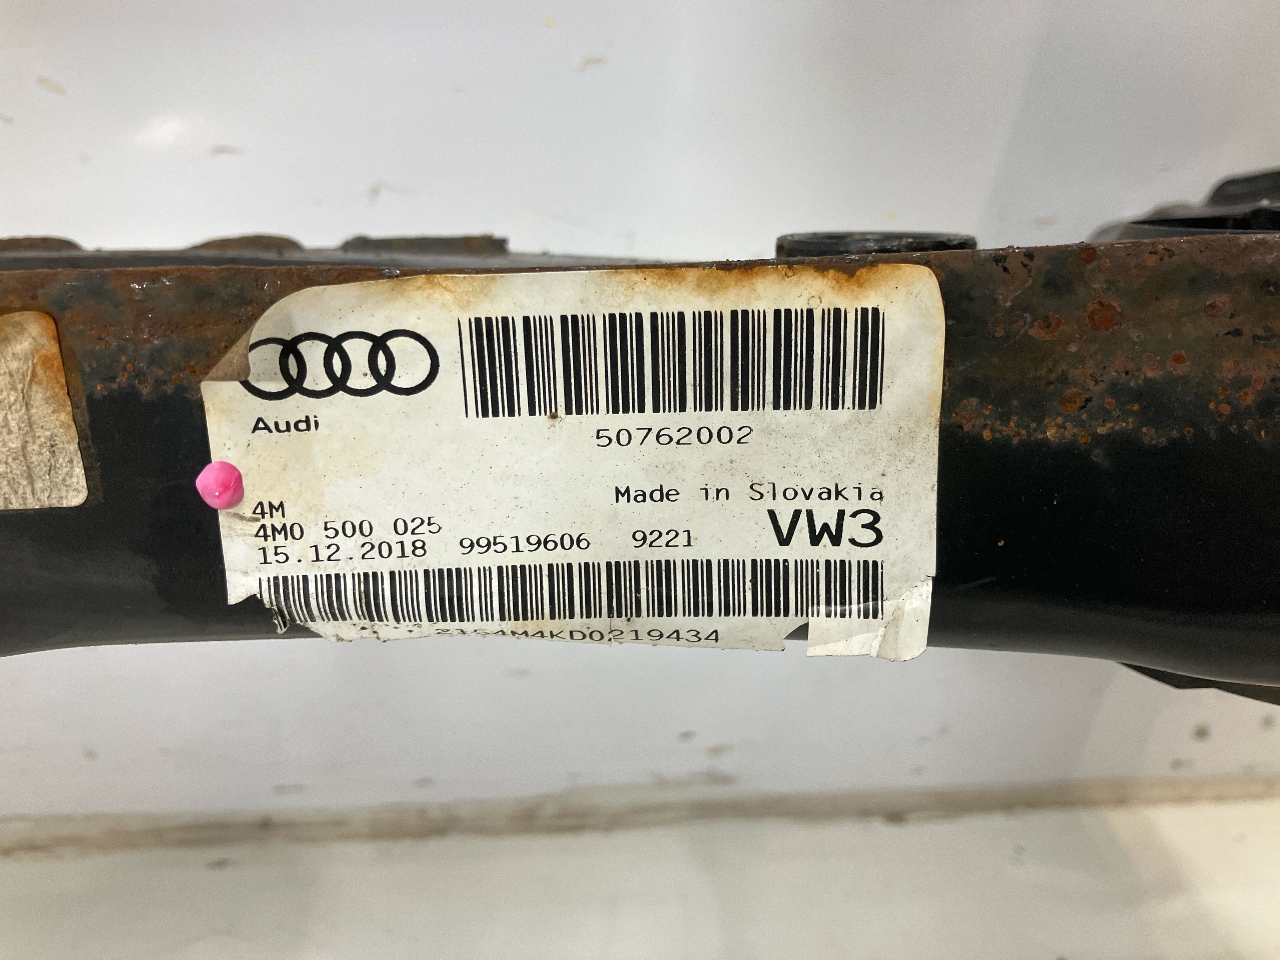 Audi
50762002
Made in Slovakia
4M
4M0 500 025
VW3
15.12.2018 99519606 9221